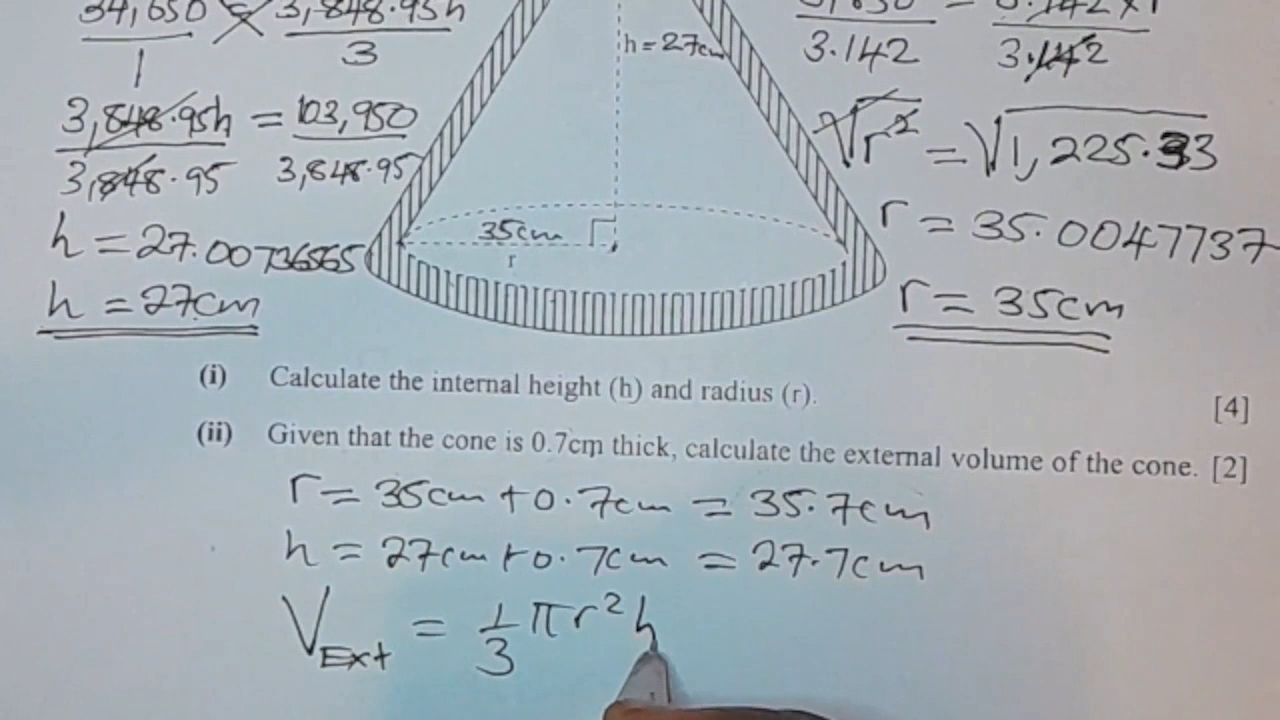 34,650 = 3,848.95h
1 3
3,848.95h = 103,950
3,848.95 3,848.95
h = 27.00736565
h = 27cm
h = 27cm
35cm
r
3.142 3.142
√r² = √1,225.33
r = 35.0047737
r = 35cm
(i) Calculate the internal height (h) and radius (r). [4]
(ii) Given that the cone is 0.7cm thick, calculate the external volume of the cone. [2]
r = 35cm + 0.7cm = 35.7cm
h = 27cm + 0.7cm = 27.7cm
V_Ext = 1/3 πr²h